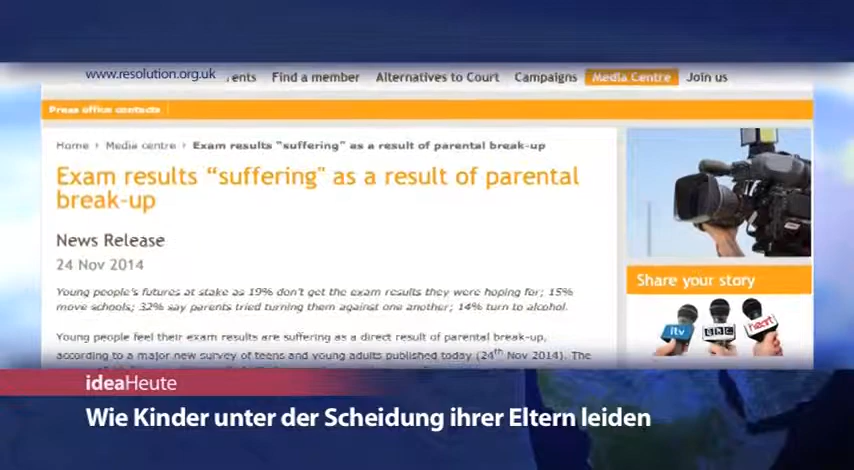 www.resolution.org.uk
ents Find a member Alternatives to Court Campaigns Media Centre Join us
Press office contacts
Home › Media centre › Exam results "suffering" as a result of parental break-up
Exam results “suffering" as a result of parental
break-up
News Release
24 Nov 2014
Young people's futures at stake as 19% don't get the exam results they were hoping for; 15%
move schools; 32% say parents tried turning them against one another; 14% turn to alcohol.
Young people feel their exam results are suffering as a direct result of parental break-up,
according to a major new survey of teens and young adults published today (24th Nov 2014). The
Share your story
itv
BBC
heart
ideaHeute
Wie Kinder unter der Scheidung ihrer Eltern leiden